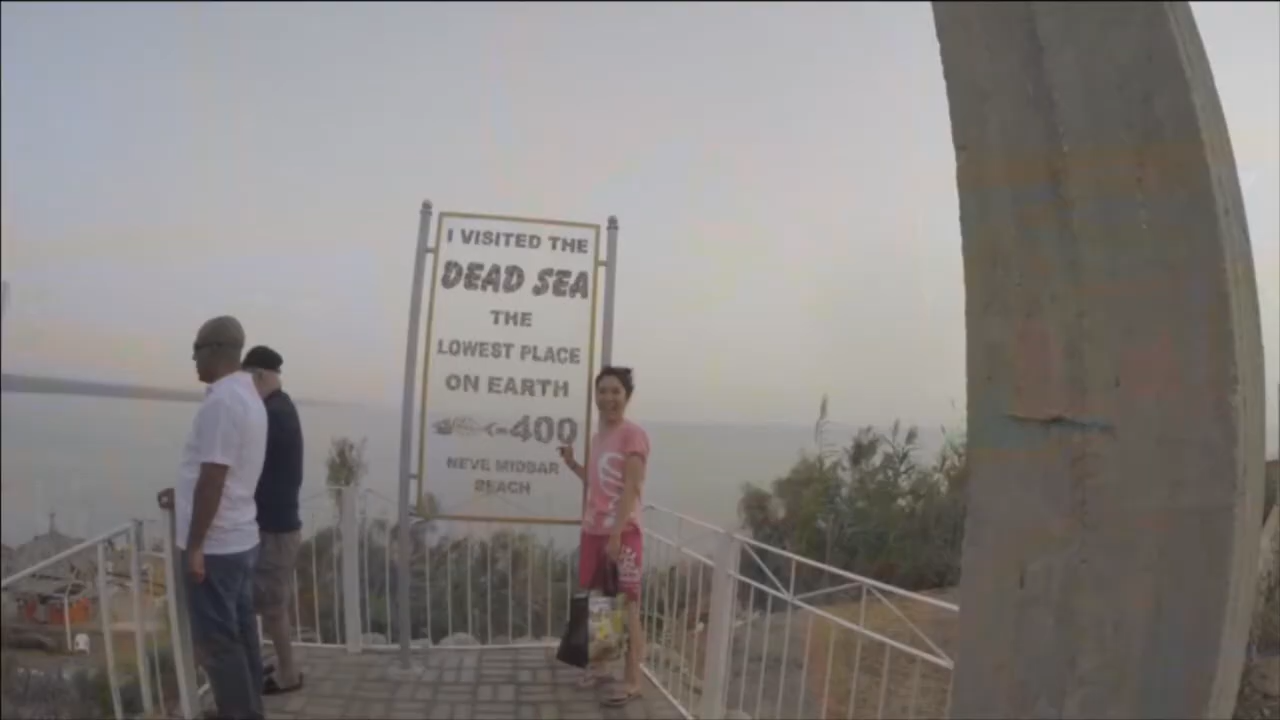 I VISITED THE
DEAD SEA
THE
LOWEST PLACE
ON EARTH
-400
NEVE MIDBAR
BEACH